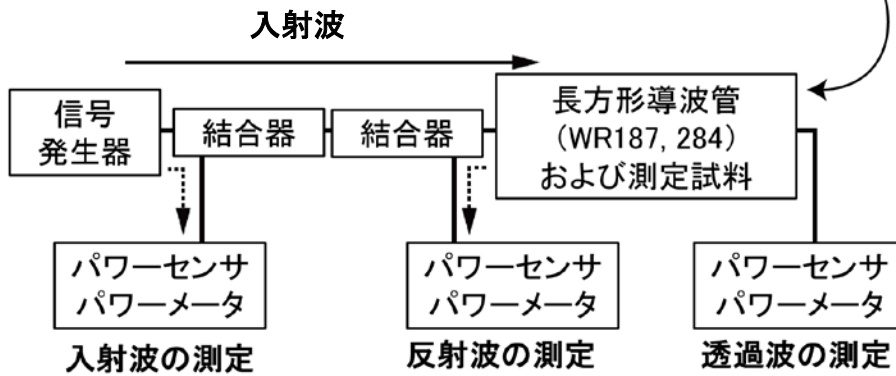 入射波
信号
発生器
結合器
結合器
長方形導波管
(WR187, 284)
および測定試料
パワーセンサ
パワーメータ
パワーセンサ
パワーメータ
パワーセンサ
パワーメータ
入射波の測定
反射波の測定
透過波の測定